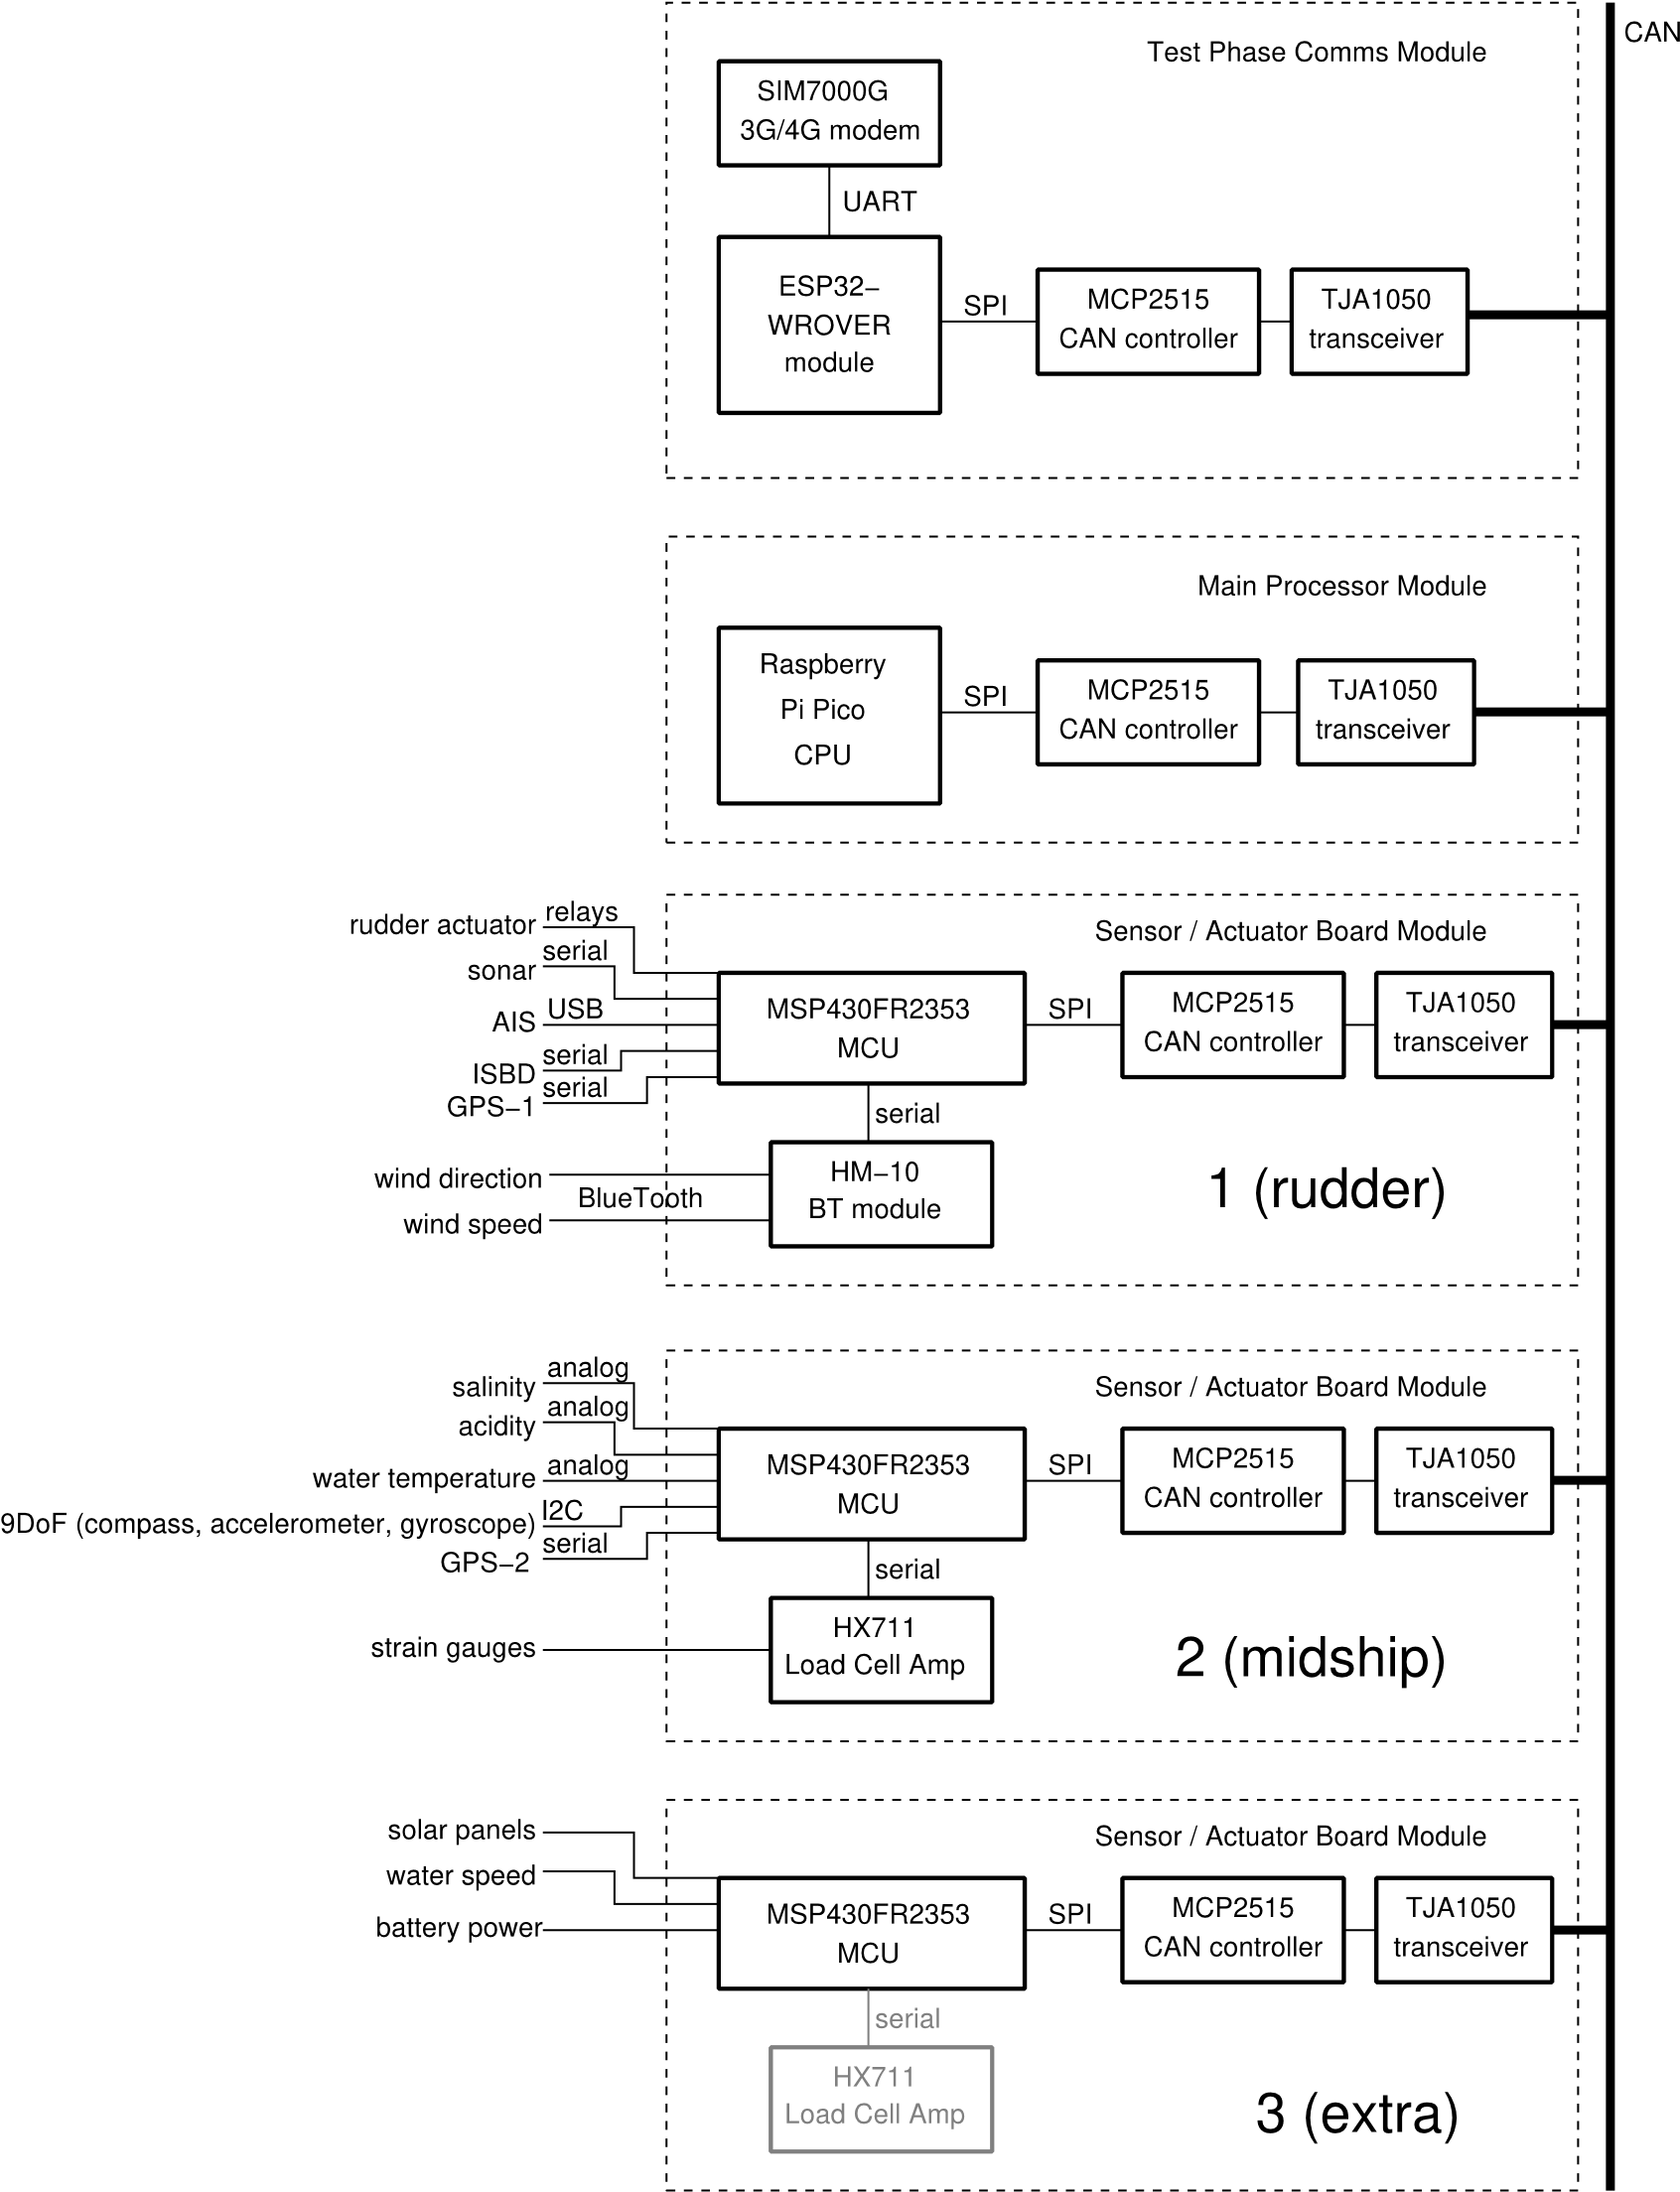 CAN
Test Phase Comms Module
SIM7000G
3G/4G modem
UART
ESP32–
WROVER
module
SPI
MCP2515
CAN controller
TJA1050
transceiver
Main Processor Module
Raspberry
Pi Pico
CPU
SPI
MCP2515
CAN controller
TJA1050
transceiver
Sensor / Actuator Board Module
rudder actuator
relays
sonar
serial
AIS
USB
ISBD
serial
GPS–1
serial
MSP430FR2353
MCU
SPI
MCP2515
CAN controller
TJA1050
transceiver
serial
wind direction
BlueTooth
wind speed
HM–10
BT module
1 (rudder)
Sensor / Actuator Board Module
salinity
analog
acidity
analog
water temperature
analog
9DoF (compass, accelerometer, gyroscope)
I2C
GPS–2
serial
MSP430FR2353
MCU
SPI
MCP2515
CAN controller
TJA1050
transceiver
serial
strain gauges
HX711
Load Cell Amp
2 (midship)
Sensor / Actuator Board Module
solar panels
water speed
battery power
MSP430FR2353
MCU
SPI
MCP2515
CAN controller
TJA1050
transceiver
serial
HX711
Load Cell Amp
3 (extra)